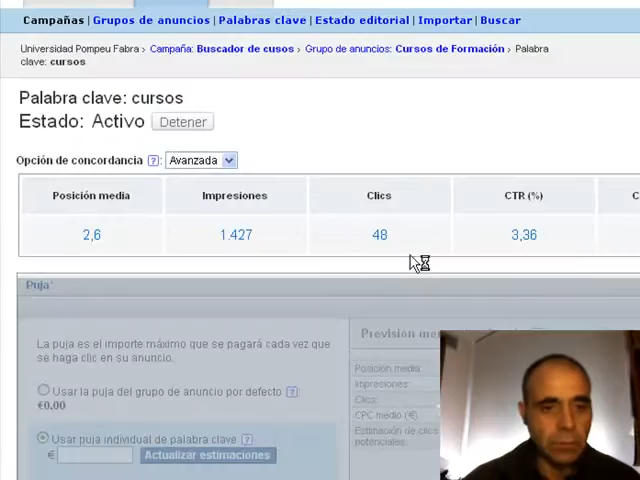 Campañas | Grupos de anuncios | Palabras clave | Estado editorial | Importar | Buscar
Universidad Pompeu Fabra > Campaña: Buscador de cusos > Grupo de anuncios: Cursos de Formación > Palabra
clave: cursos
Palabra clave: cursos
Estado: Activo Detener
Opción de concordancia ? : Avanzada
Posición media Impresiones Clics CTR (%) C
2,6 1.427 48 3,36
Puja*
La puja es el importe máximo que se pagará cada vez que
se haga clic en su anuncio.
Usar la puja del grupo de anuncio por defecto ?
€0.00
Usar puja individual de palabra clave ?
€ Actualizar estimaciones
Posición media:
Impresiones:
Clics:
CPC medio (€):
Estimación de clics
potenciales: